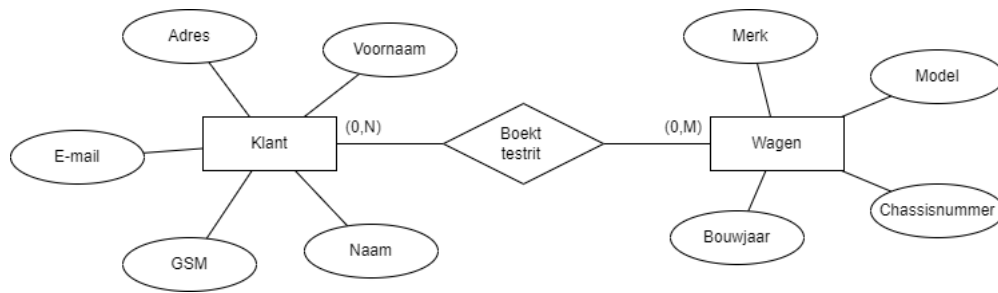 Adres
Voornaam
Merk
Model
E-mail
Klant
(0,N)
Boekt
testrit
(0,M)
Wagen
GSM
Naam
Bouwjaar
Chassisnummer